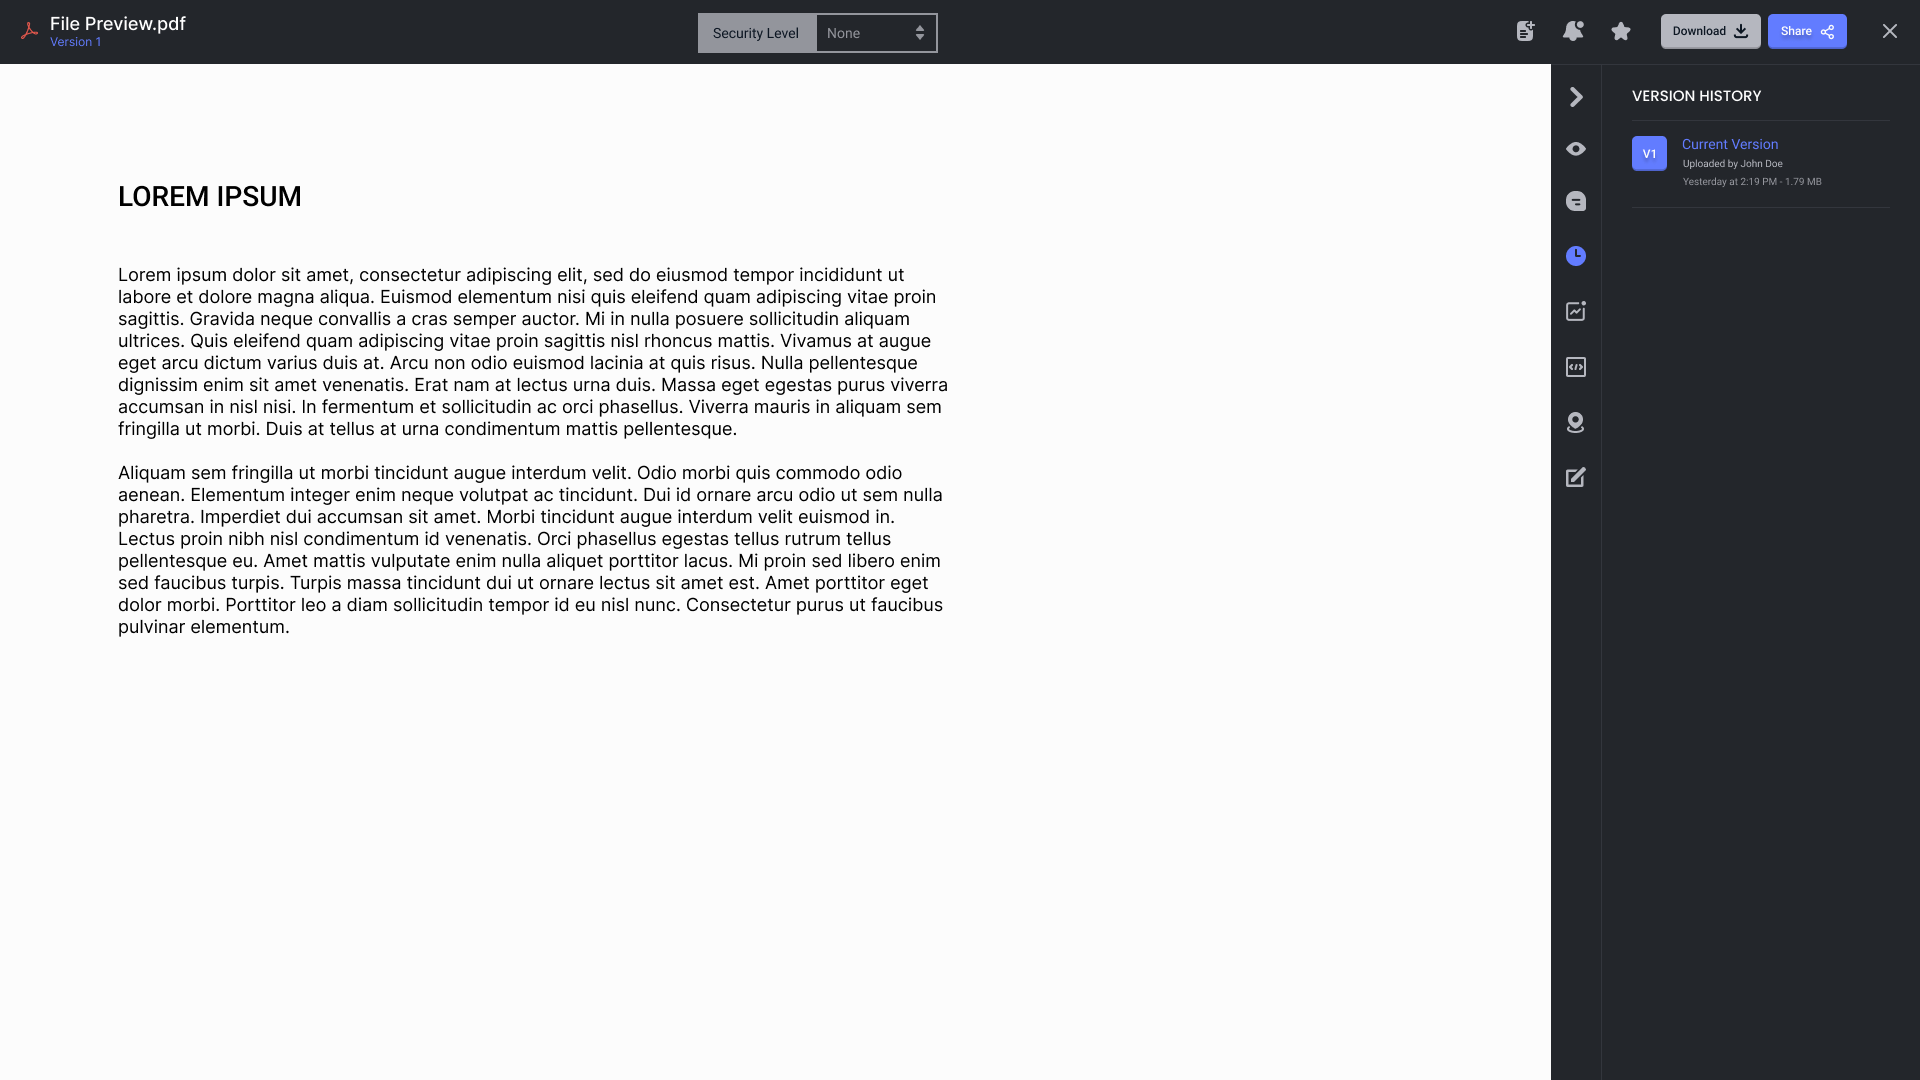 File Preview.pdf
Version 1
Security Level
None
Download
Share
LOREM IPSUM
Lorem ipsum dolor sit amet, consectetur adipiscing elit, sed do eiusmod tempor incididunt ut
labore et dolore magna aliqua. Euismod elementum nisi quis eleifend quam adipiscing vitae proin
sagittis. Gravida neque convallis a cras semper auctor. Mi in nulla posuere sollicitudin aliquam
ultrices. Quis eleifend quam adipiscing vitae proin sagittis nisl rhoncus mattis. Vivamus at augue
eget arcu dictum varius duis at. Arcu non odio euismod lacinia at quis risus. Nulla pellentesque
dignissim enim sit amet venenatis. Erat nam at lectus urna duis. Massa eget egestas purus viverra
accumsan in nisl nisi. In fermentum et sollicitudin ac orci phasellus. Viverra mauris in aliquam sem
fringilla ut morbi. Duis at tellus at urna condimentum mattis pellentesque.
Aliquam sem fringilla ut morbi tincidunt augue interdum velit. Odio morbi quis commodo odio
aenean. Elementum integer enim neque volutpat ac tincidunt. Dui id ornare arcu odio ut sem nulla
pharetra. Imperdiet dui accumsan sit amet. Morbi tincidunt augue interdum velit euismod in.
Lectus proin nibh nisl condimentum id venenatis. Orci phasellus egestas tellus rutrum tellus
pellentesque eu. Amet mattis vulputate enim nulla aliquet porttitor lacus. Mi proin sed libero enim
sed faucibus turpis. Turpis massa tincidunt dui ut ornare lectus sit amet est. Amet porttitor eget
dolor morbi. Porttitor leo a diam sollicitudin tempor id eu nisl nunc. Consectetur purus ut faucibus
pulvinar elementum.
VERSION HISTORY
V1
Current Version
Uploaded by John Doe
Yesterday at 2:19 PM - 1.79 MB